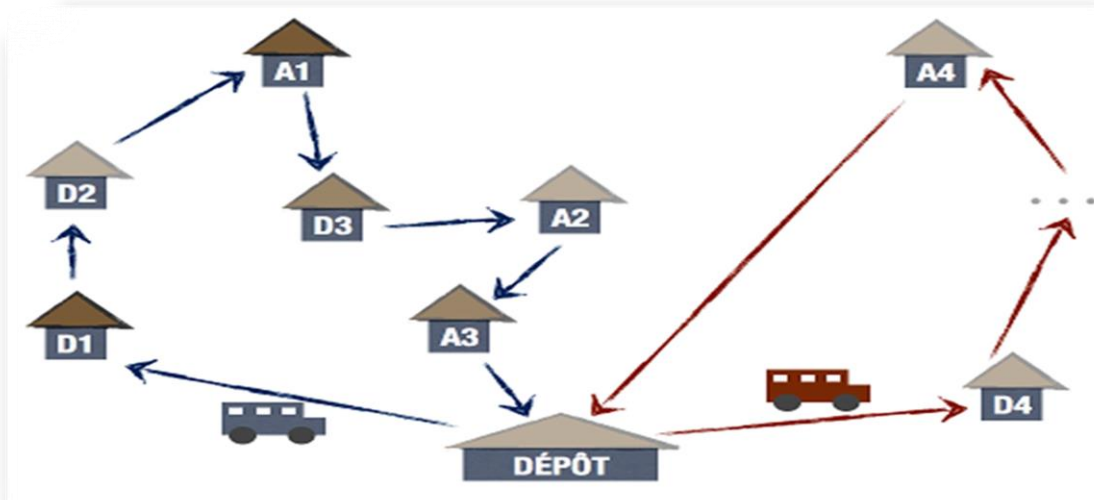 A1
A4
D2
D3
A2
. . .
D1
A3
D4
DÉPÔT